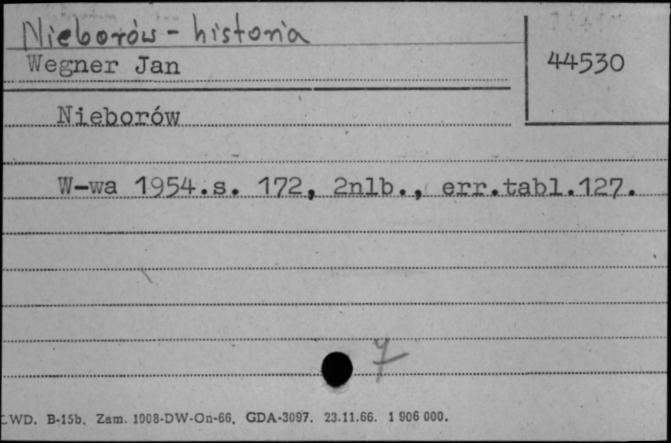 Nieborów - historia
Wegner Jan
44530
Nieborów
W-wa 1954.s. 172, 2nlb., err.tabl.127.
7
WD. B-15b. Zam. 1908-DW-On-66. GDA-3097. 23.11.66. 1 906 000.